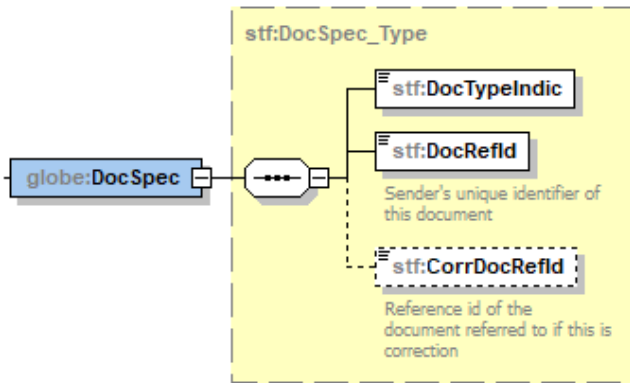 stf:DocSpec_Type
stf:DocTypeIndic
globe:DocSpec
stf:DocRefId
Sender's unique identifier of
this document
stf:CorrDocRefId
Reference id of the
document referred to if this is
correction